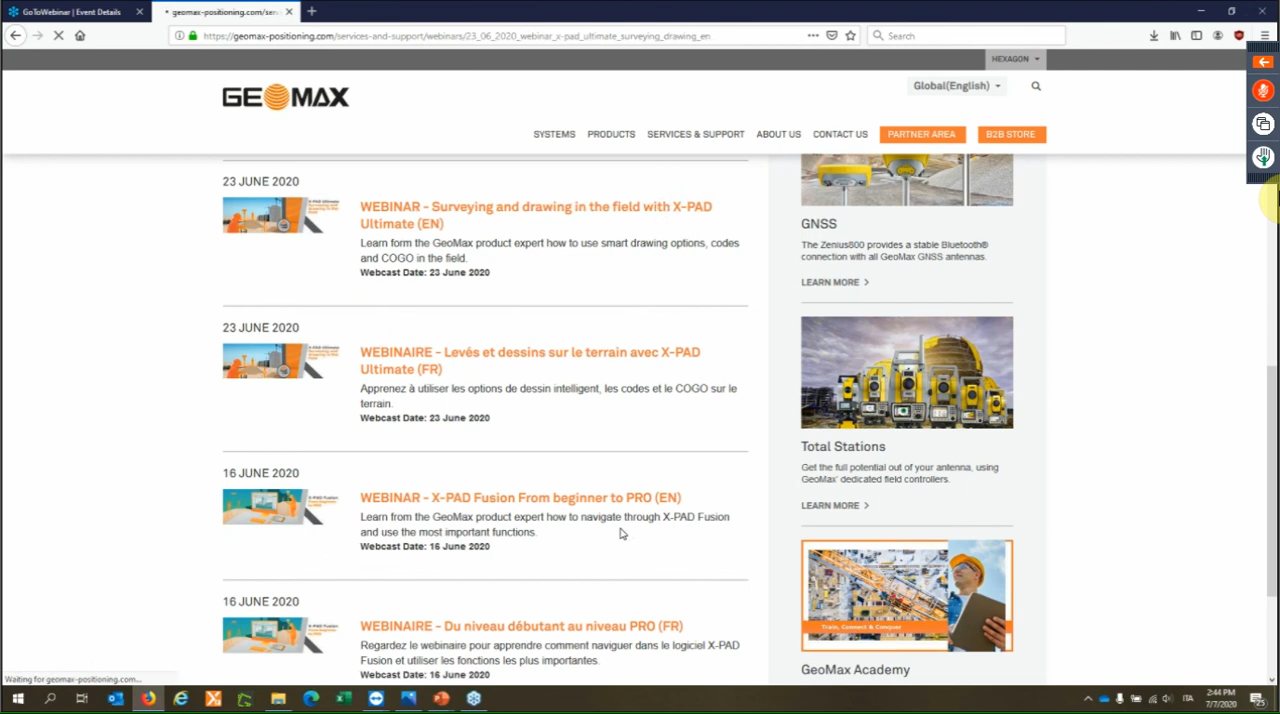 GoToWebinar | Event Details
geomax-positioning.com/serv
https://geomax-positioning.com/services-and-support/webinars/23_06_2020_webinar_x-pad_ultimate_surveying_drawing_en
Search
HEXAGON
GEOMAX
Global(English)
SYSTEMS PRODUCTS SERVICES & SUPPORT ABOUT US CONTACT US PARTNER AREA B2B STORE
23 JUNE 2020
WEBINAR - Surveying and drawing in the field with X-PAD
Ultimate (EN)
Learn form the GeoMax product expert how to use smart drawing options, codes
and COGO in the field.
Webcast Date: 23 June 2020
23 JUNE 2020
WEBINAIRE - Levés et dessins sur le terrain avec X-PAD
Ultimate (FR)
Apprenez à utiliser les options de dessin intelligent, les codes et le COGO sur le
terrain.
Webcast Date: 23 June 2020
16 JUNE 2020
WEBINAR - X-PAD Fusion From beginner to PRO (EN)
Learn from the GeoMax product expert how to navigate through X-PAD Fusion
and use the most important functions.
Webcast Date: 16 June 2020
16 JUNE 2020
WEBINAIRE - Du niveau débutant au niveau PRO (FR)
Regardez le webinaire pour apprendre comment naviguer dans le logiciel X-PAD
Fusion et utiliser les fonctions les plus importantes.
Webcast Date: 16 June 2020
GNSS
The Zenius800 provides a stable Bluetooth®
connection with all GeoMax GNSS antennas.
LEARN MORE
Total Stations
Get the full potential out of your antenna, using
GeoMax' dedicated field controllers.
LEARN MORE
Train, Connect & Conquer
GeoMax Academy
Waiting for geomax-positioning.com...
ITA
2:44 PM
7/7/2020
25